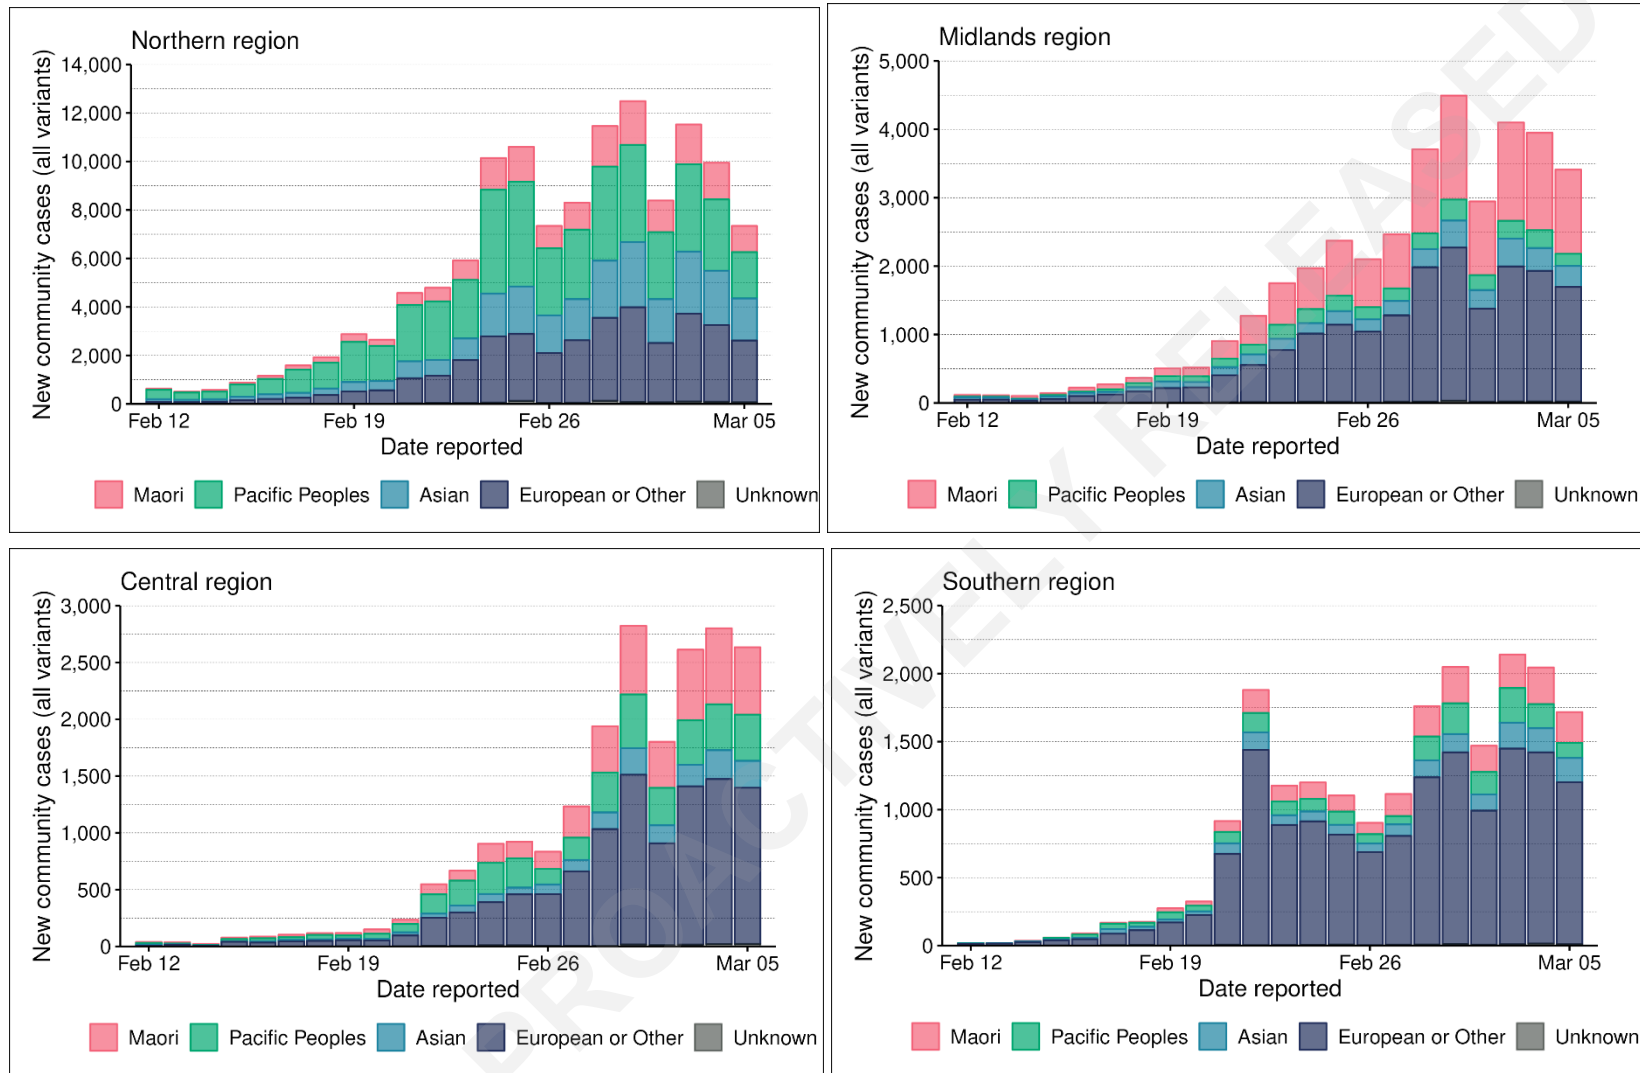 Northern region
New community cases (all variants)
14,000
12,000
10,000
8,000
6,000
4,000
2,000
0
Feb 12 Feb 19 Feb 26 Mar 05
Date reported
Maori Pacific Peoples Asian European or Other Unknown
Midlands region
New community cases (all variants)
5,000
4,000
3,000
2,000
1,000
0
Feb 12 Feb 19 Feb 26 Mar 05
Date reported
Maori Pacific Peoples Asian European or Other Unknown
Central region
New community cases (all variants)
3,000
2,500
2,000
1,500
1,000
500
0
Feb 12 Feb 19 Feb 26 Mar 05
Date reported
Maori Pacific Peoples Asian European or Other Unknown
Southern region
New community cases (all variants)
2,500
2,000
1,500
1,000
500
0
Feb 12 Feb 19 Feb 26 Mar 05
Date reported
Maori Pacific Peoples Asian European or Other Unknown
PROACTIVELY RELEASED